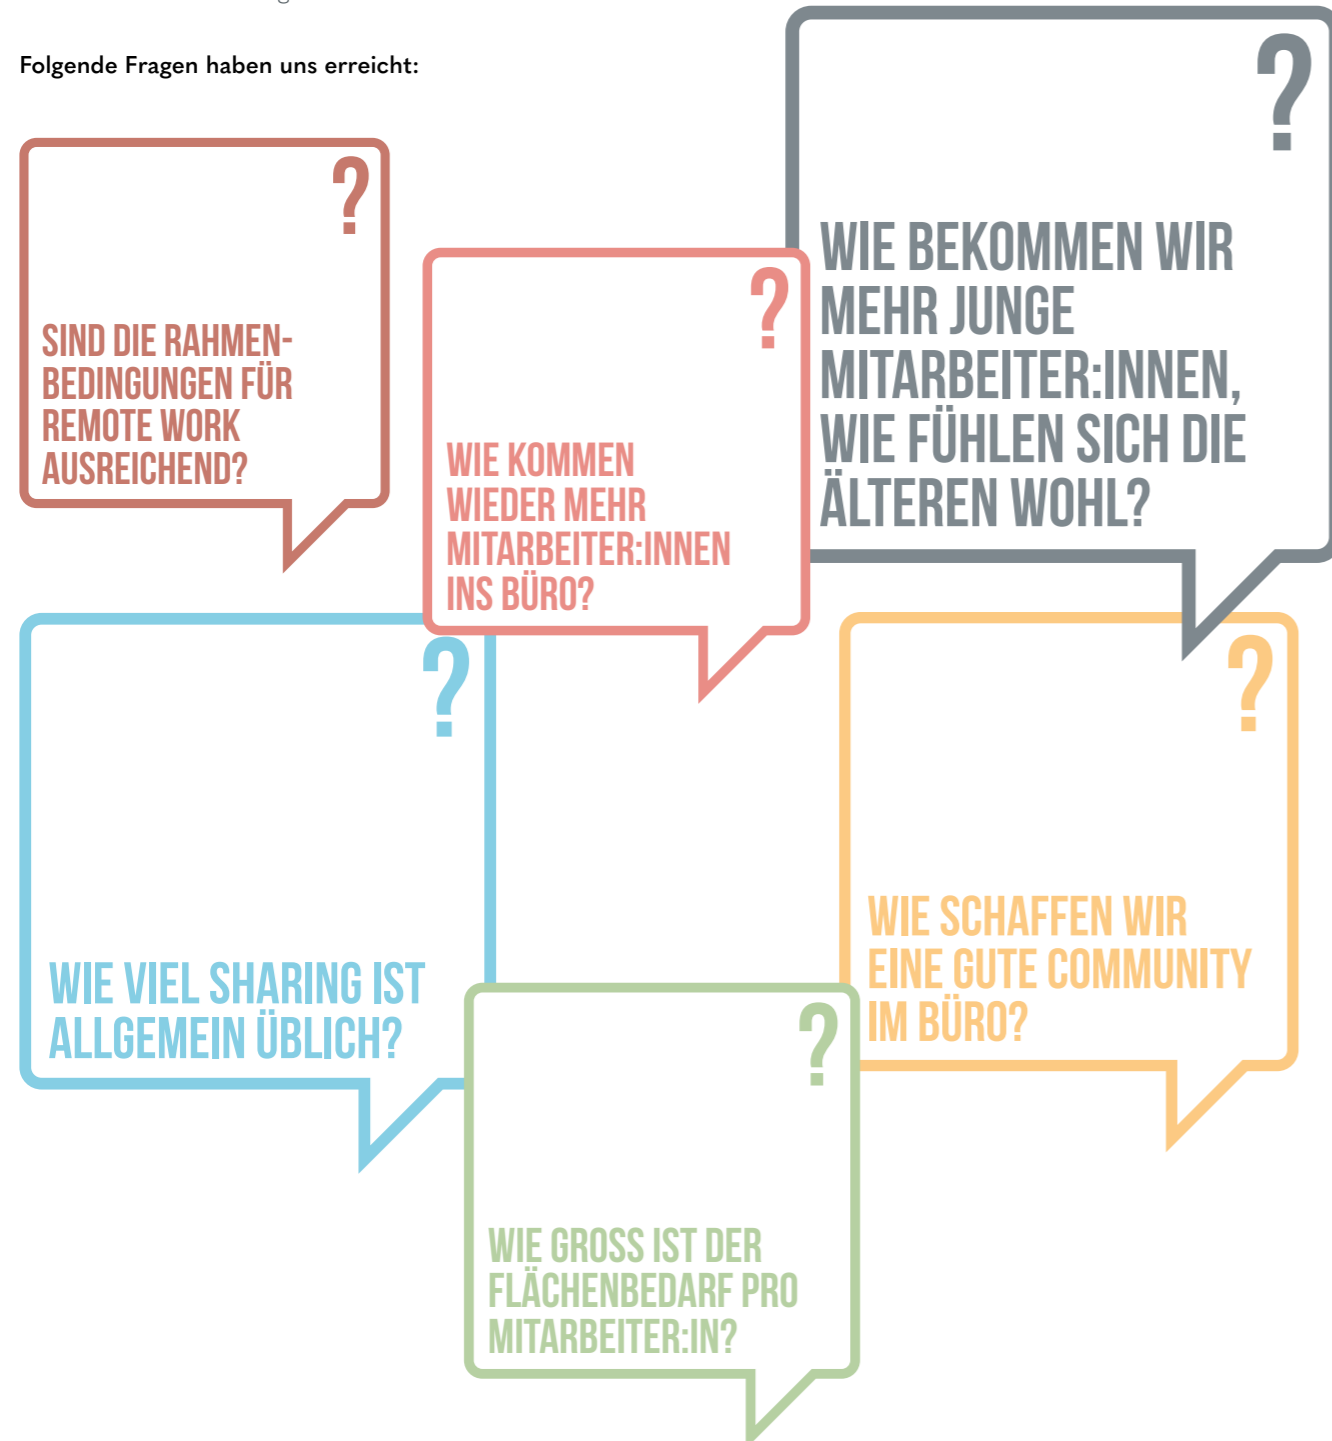 Folgende Fragen haben uns erreicht:
?
SIND DIE RAHMEN-
BEDINGUNGEN FÜR
REMOTE WORK
AUSREICHEND?
?
WIE KOMMEN
WIEDER MEHR
MITARBEITER:INNEN
INS BÜRO?
?
WIE BEKOMMEN WIR
MEHR JUNGE
MITARBEITER:INNEN,
WIE FÜHLEN SICH DIE
ÄLTEREN WOHL?
?
WIE VIEL SHARING IST
ALLGEMEIN ÜBLICH?
?
WIE SCHAFFEN WIR
EINE GUTE COMMUNITY
IM BÜRO?
?
WIE GROSS IST DER
FLÄCHENBEDARF PRO
MITARBEITER:IN?